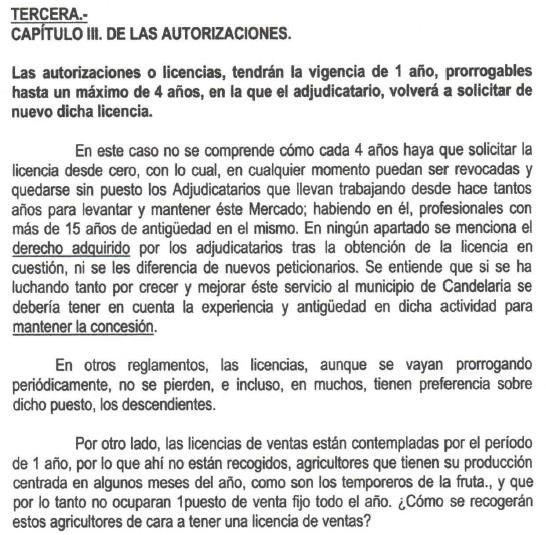 TERCERA.-
CAPÍTULO III. DE LAS AUTORIZACIONES.
Las autorizaciones o licencias, tendrán la vigencia de 1 año, prorrogables
hasta un máximo de 4 años, en la que el adjudicatario, volverá a solicitar de
nuevo dicha licencia.
En este caso no se comprende cómo cada 4 años haya que solicitar la
licencia desde cero, con lo cual, en cualquier momento puedan ser revocadas y
quedarse sin puesto los Adjudicatarios que llevan trabajando desde hace tantos
años para levantar y mantener éste Mercado; habiendo en él, profesionales con
más de 15 años de antigüedad en el mismo. En ningún apartado se menciona el
derecho adquirido por los adjudicatarios tras la obtención de la licencia en
cuestión, ni se les diferencia de nuevos peticionarios. Se entiende que si se ha
luchando tanto por crecer y mejorar éste servicio al municipio de Candelaria se
debería tener en cuenta la experiencia y antigüedad en dicha actividad para
mantener la concesión.
En otros reglamentos, las licencias, aunque se vayan prorrogando
periódicamente, no se pierden, e incluso, en muchos, tienen preferencia sobre
dicho puesto, los descendientes.
Por otro lado, las licencias de ventas están contempladas por el período
de 1 año, por lo que ahí no están recogidos, agricultores que tienen su producción
centrada en algunos meses del año, como son los temporeros de la fruta., y que
por lo tanto no ocuparan 1puesto de venta fijo todo el año. ¿Cómo se recogerán
estos agricultores de cara a tener una licencia de ventas?